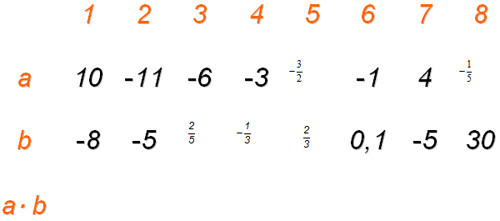 1 2 3 4 5 6 7 8
a 10 -11 -6 -3 -3/2 -1 4 -1/5
b -8 -5 2/5 -1/3 2/3 0,1 -5 30
a · b